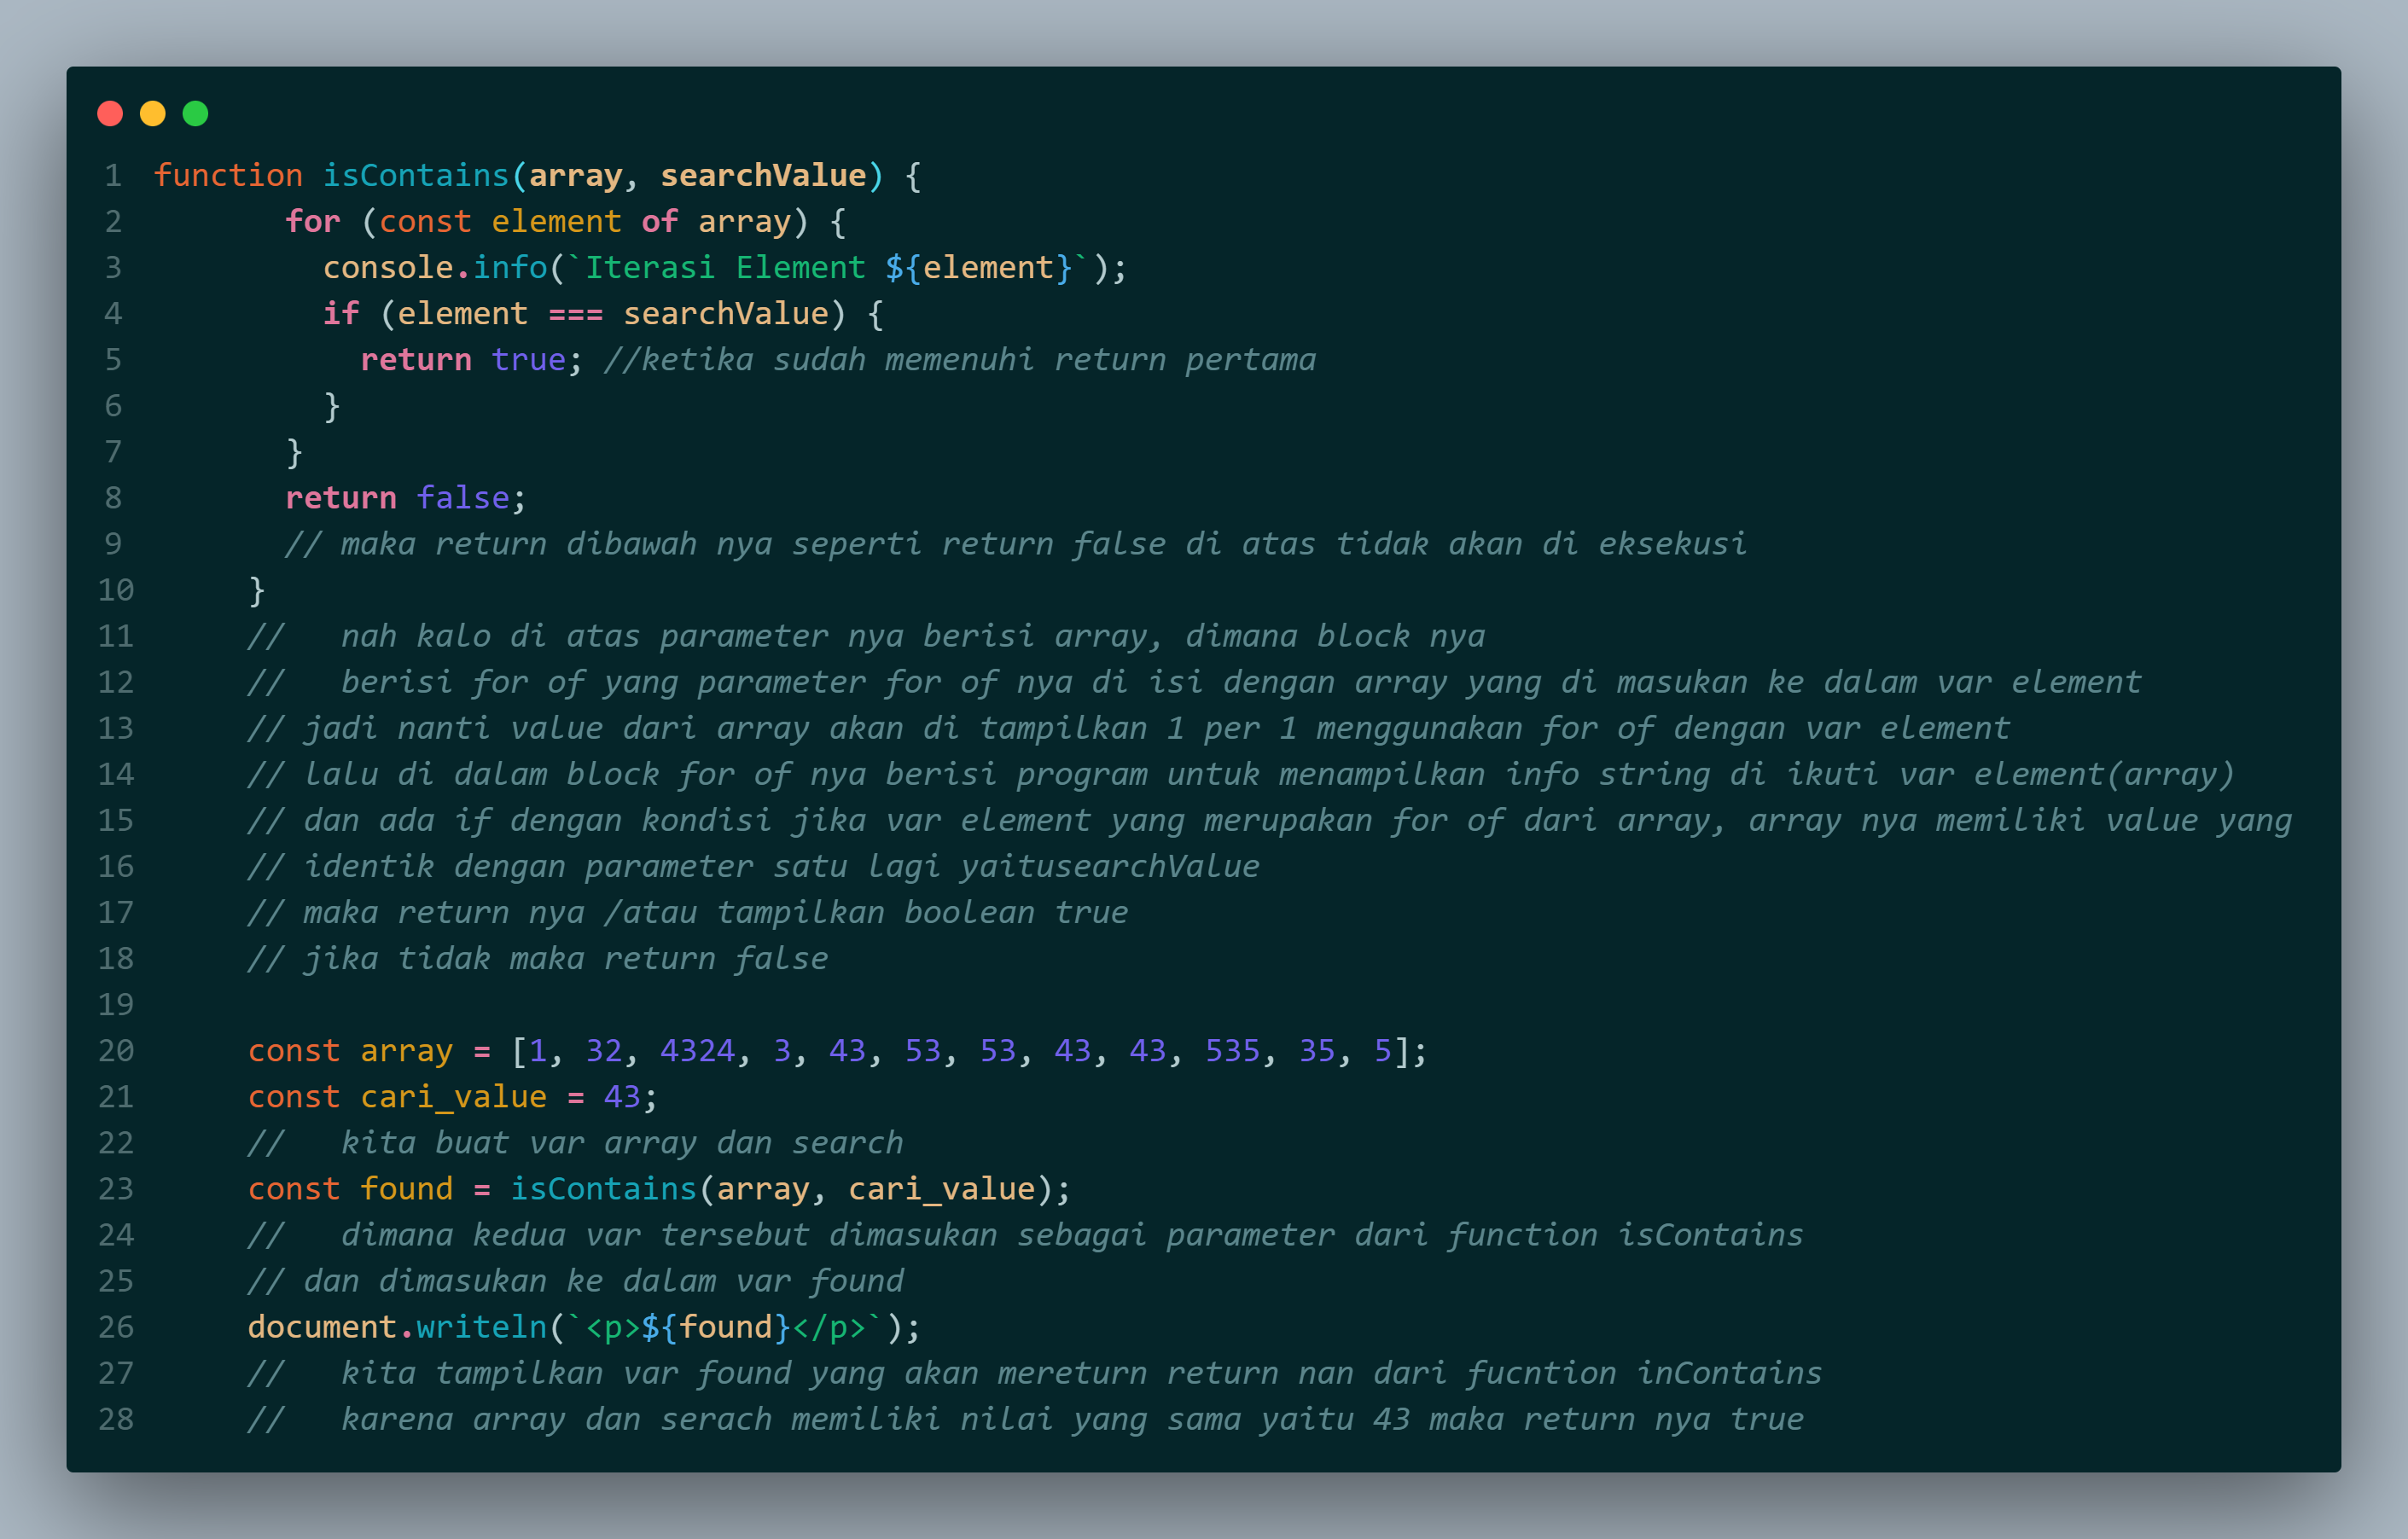 1 function isContains(array, searchValue) {
2 for (const element of array) {
3 console.info(`Iterasi Element ${element}`);
4 if (element === searchValue) {
5 return true; //ketika sudah memenuhi return pertama
6 }
7 }
8 return false;
9 // maka return dibawah nya seperti return false di atas tidak akan di eksekusi
10 }
11 //   nah kalo di atas parameter nya berisi array, dimana block nya
12 //   berisi for of yang parameter for of nya di isi dengan array yang di masukan ke dalam var element
13 // jadi nanti value dari array akan di tampilkan 1 per 1 menggunakan for of dengan var element
14 // lalu di dalam block for of nya berisi program untuk menampilkan info string di ikuti var element(array)
15 // dan ada if dengan kondisi jika var element yang merupakan for of dari array, array nya memiliki value yang
16 // identik dengan parameter satu lagi yaitusearchValue
17 // maka return nya /atau tampilkan boolean true
18 // jika tidak maka return false
19
20 const array = [1, 32, 4324, 3, 43, 53, 53, 43, 43, 535, 35, 5];
21 const cari_value = 43;
22 //   kita buat var array dan search
23 const found = isContains(array, cari_value);
24 //   dimana kedua var tersebut dimasukan sebagai parameter dari function isContains
25 // dan dimasukan ke dalam var found
26 document.writeln(`<p>${found}</p>`);
27 //   kita tampilkan var found yang akan mereturn return nan dari fucntion inContains
28 //   karena array dan serach memiliki nilai yang sama yaitu 43 maka return nya true